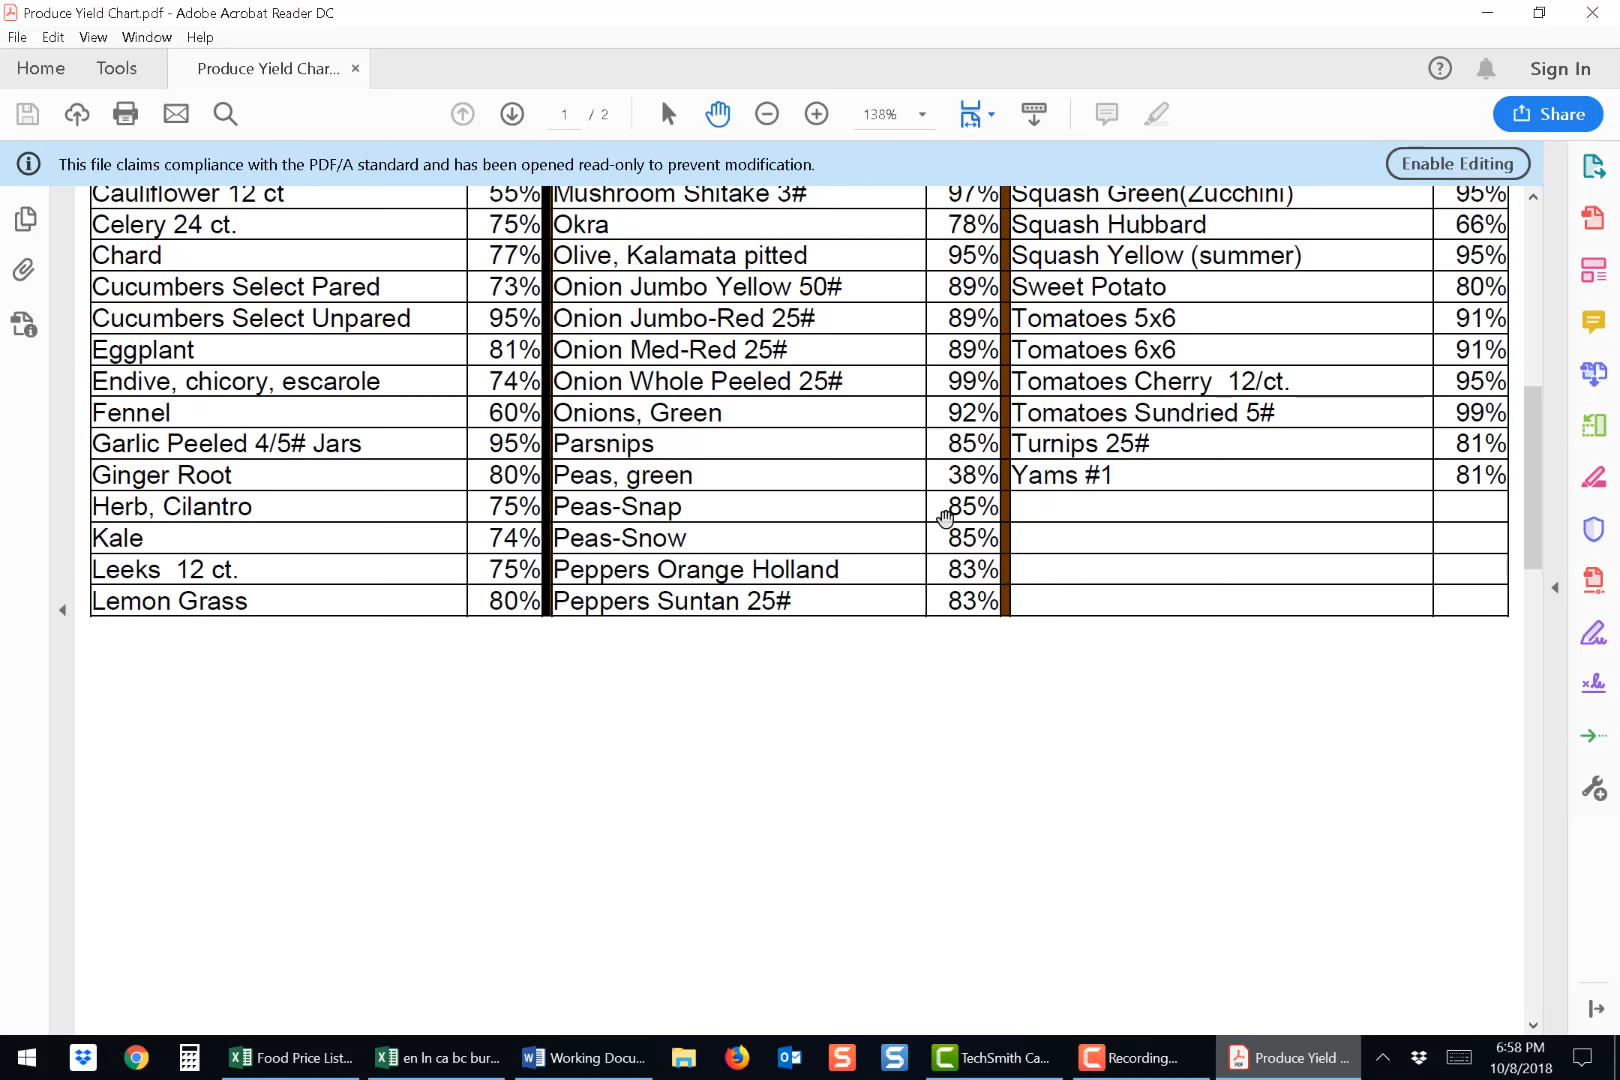 Produce Yield Chart.pdf - Adobe Acrobat Reader DC
File Edit View Window Help
Home Tools Produce Yield Char... × Sign In
1 / 2 138% Share
This file claims compliance with the PDF/A standard and has been opened read-only to prevent modification. Enable Editing
Cauliflower 12 ct 55% Mushroom Shitake 3# 97% Squash Green(Zucchini) 95%
Celery 24 ct. 75% Okra 78% Squash Hubbard 66%
Chard 77% Olive, Kalamata pitted 95% Squash Yellow (summer) 95%
Cucumbers Select Pared 73% Onion Jumbo Yellow 50# 89% Sweet Potato 80%
Cucumbers Select Unpared 95% Onion Jumbo-Red 25# 89% Tomatoes 5x6 91%
Eggplant 81% Onion Med-Red 25# 89% Tomatoes 6x6 91%
Endive, chicory, escarole 74% Onion Whole Peeled 25# 99% Tomatoes Cherry 12/ct. 95%
Fennel 60% Onions, Green 92% Tomatoes Sundried 5# 99%
Garlic Peeled 4/5# Jars 95% Parsnips 85% Turnips 25# 81%
Ginger Root 80% Peas, green 38% Yams #1 81%
Herb, Cilantro 75% Peas-Snap 85%
Kale 74% Peas-Snow 85%
Leeks 12 ct. 75% Peppers Orange Holland 83%
Lemon Grass 80% Peppers Suntan 25# 83%
Food Price List... en ln ca bc bur... Working Docu... TechSmith Ca... Recording... Produce Yield ... 6:58 PM
10/8/2018